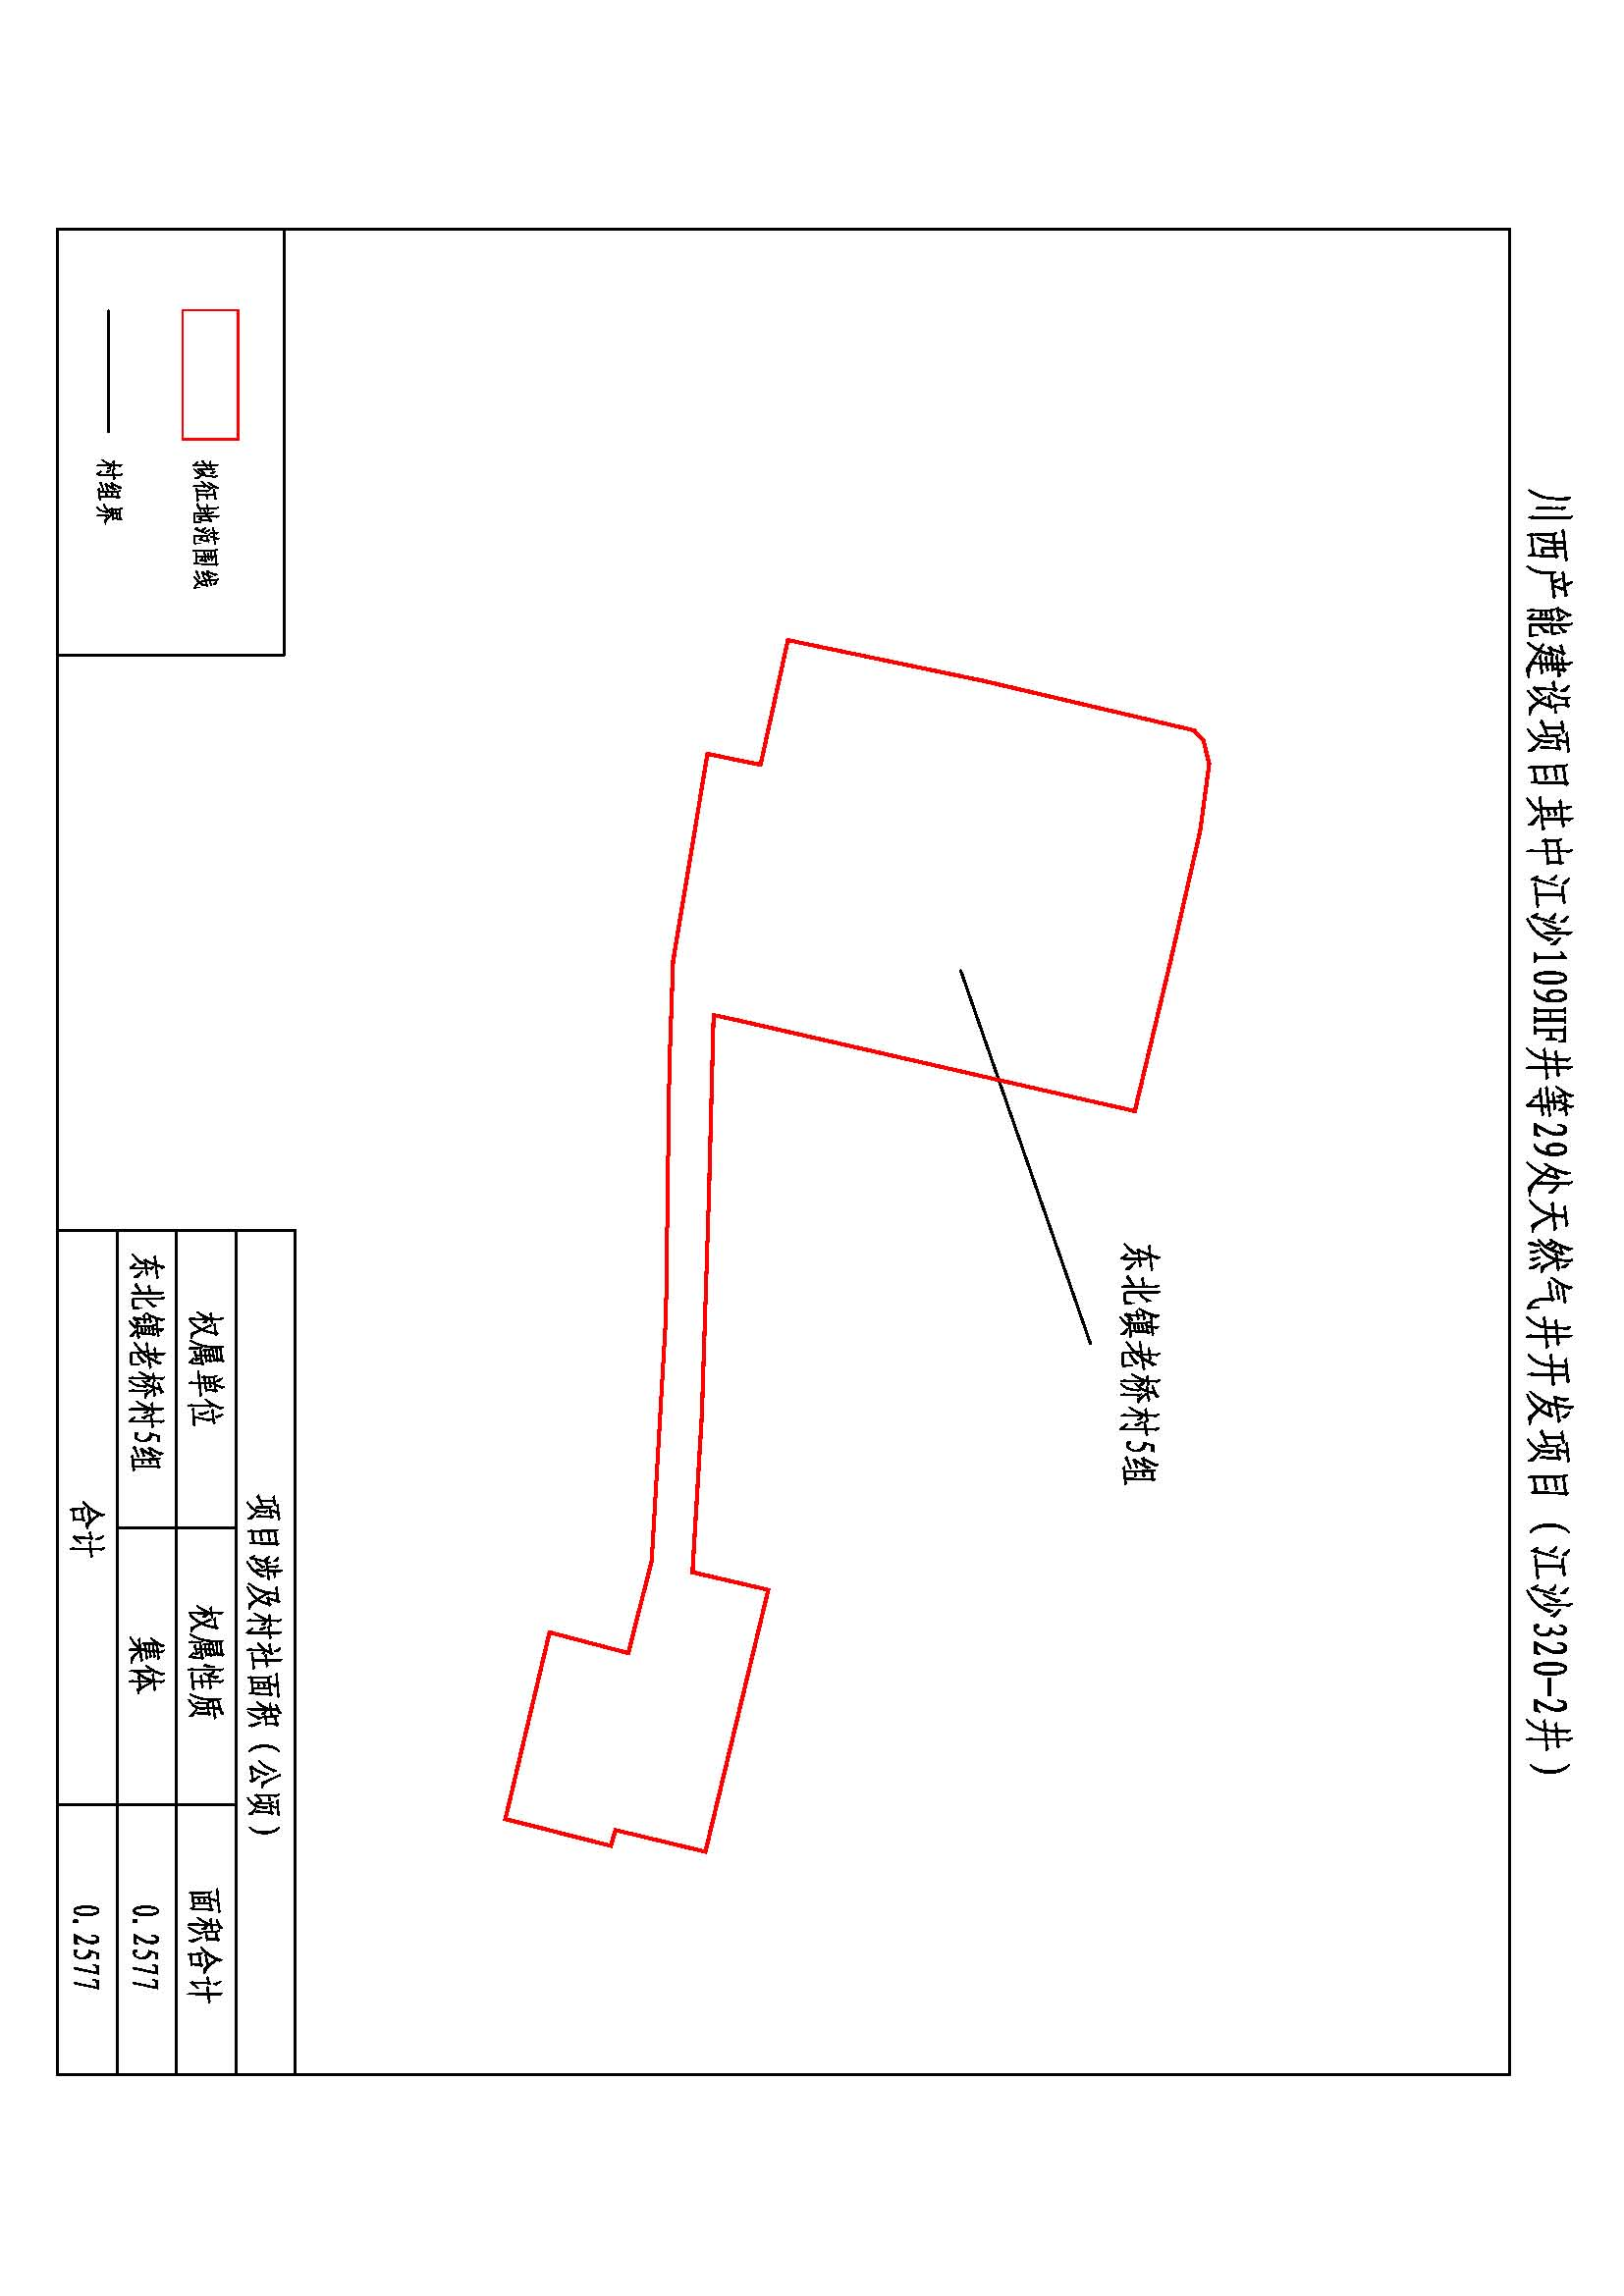 川西产能建设项目其中江沙109HF井等29处天然气井开发项目（江沙320-2井）
东北镇老桥村5组
拟征地范围线
村组界
项目涉及村社面积（公顷）
权属单位 权属性质 面积合计
东北镇老桥村5组 集体 0.2577
合计 0.2577